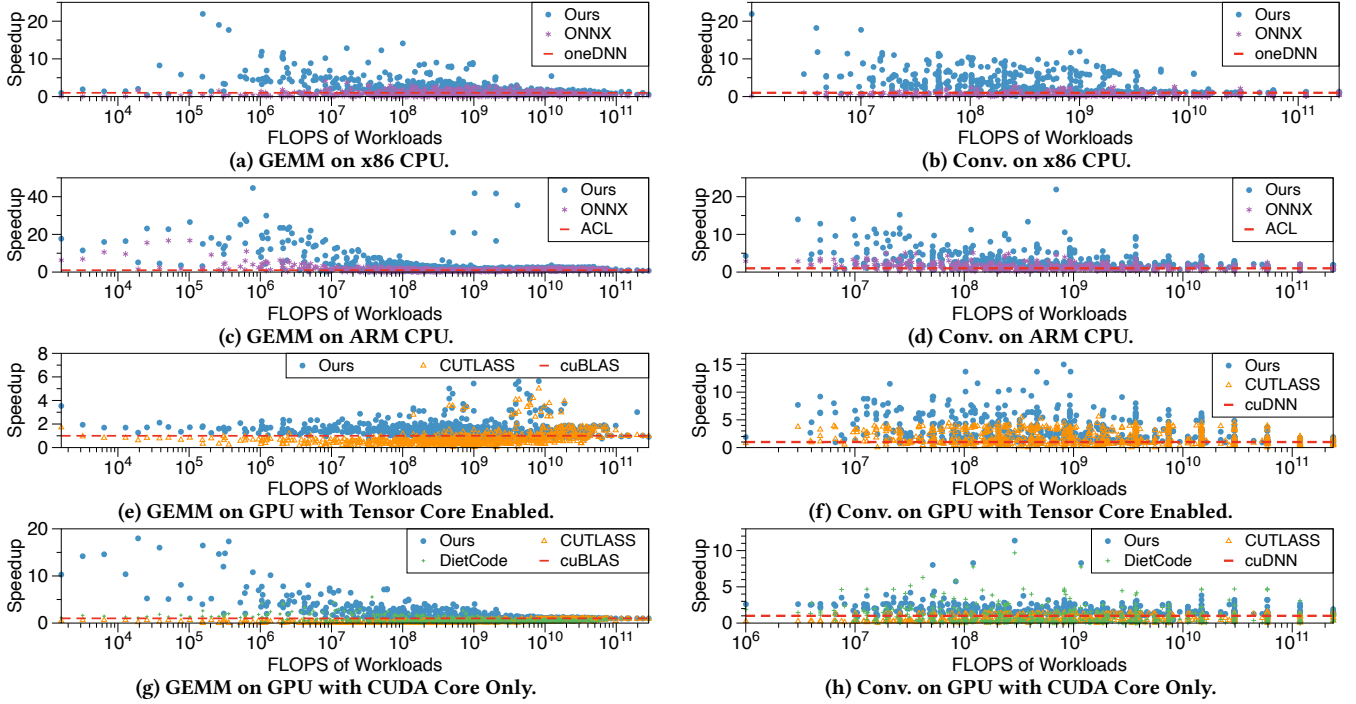 Speedup
20
10
0
Ours
ONNX
oneDNN
10^4 10^5 10^6 10^7 10^8 10^9 10^10 10^11
FLOPS of Workloads
(a) GEMM on x86 CPU.
Speedup
20
10
0
Ours
ONNX
oneDNN
10^7 10^8 10^9 10^10 10^11
FLOPS of Workloads
(b) Conv. on x86 CPU.
Speedup
40
20
0
Ours
ONNX
ACL
10^4 10^5 10^6 10^7 10^8 10^9 10^10 10^11
FLOPS of Workloads
(c) GEMM on ARM CPU.
Speedup
20
10
0
Ours
ONNX
ACL
10^7 10^8 10^9 10^10 10^11
FLOPS of Workloads
(d) Conv. on ARM CPU.
Speedup
8
6
4
2
0
Ours CUTLASS cuBLAS
10^4 10^5 10^6 10^7 10^8 10^9 10^10 10^11
FLOPS of Workloads
(e) GEMM on GPU with Tensor Core Enabled.
Speedup
15
10
5
0
Ours
CUTLASS
cuDNN
10^7 10^8 10^9 10^10 10^11
FLOPS of Workloads
(f) Conv. on GPU with Tensor Core Enabled.
Speedup
20
10
0
Ours CUTLASS
DietCode cuBLAS
10^4 10^5 10^6 10^7 10^8 10^9 10^10 10^11
FLOPS of Workloads
(g) GEMM on GPU with CUDA Core Only.
Speedup
10
5
0
Ours CUTLASS
DietCode cuDNN
10^6 10^7 10^8 10^9 10^10 10^11
FLOPS of Workloads
(h) Conv. on GPU with CUDA Core Only.